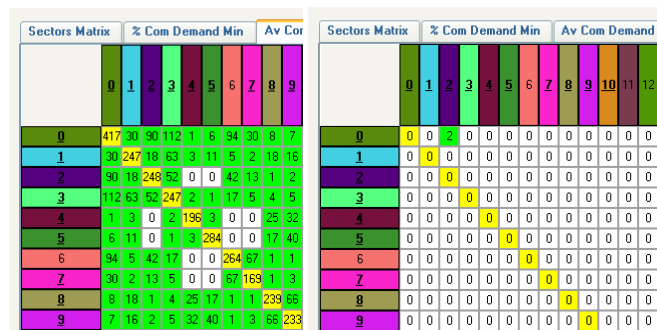 Sectors Matrix % Com Demand Min Av Cor
0 1 2 3 4 5 6 7 8 9
0 417 30 90 112 1 6 94 30 8 7
1 30 247 18 63 3 11 5 2 18 16
2 90 18 248 52 0 0 42 13 1 2
3 112 63 52 247 2 1 17 5 4 5
4 1 3 0 2 196 3 0 0 25 32
5 6 11 0 1 3 284 0 0 17 40
6 94 5 42 17 0 0 264 67 1 1
7 30 2 13 5 0 0 67 169 1 3
8 8 18 1 4 25 17 1 1 239 66
9 7 16 2 5 32 40 1 3 66 233
Sectors Matrix % Com Demand Min Av Com Demand
0 1 2 3 4 5 6 7 8 9 10 11 12
0 0 0 2 0 0 0 0 0 0 0 0 0 0
1 0 0 0 0 0 0 0 0 0 0 0 0 0
2 0 0 0 0 0 0 0 0 0 0 0 0 0
3 0 0 0 0 0 0 0 0 0 0 0 0 0
4 0 0 0 0 0 0 0 0 0 0 0 0 0
5 0 0 0 0 0 0 0 0 0 0 0 0 0
6 0 0 0 0 0 0 0 0 0 0 0 0 0
7 0 0 0 0 0 0 0 0 0 0 0 0 0
8 0 0 0 0 0 0 0 0 0 0 0 0 0
9 0 0 0 0 0 0 0 0 0 0 0 0 0